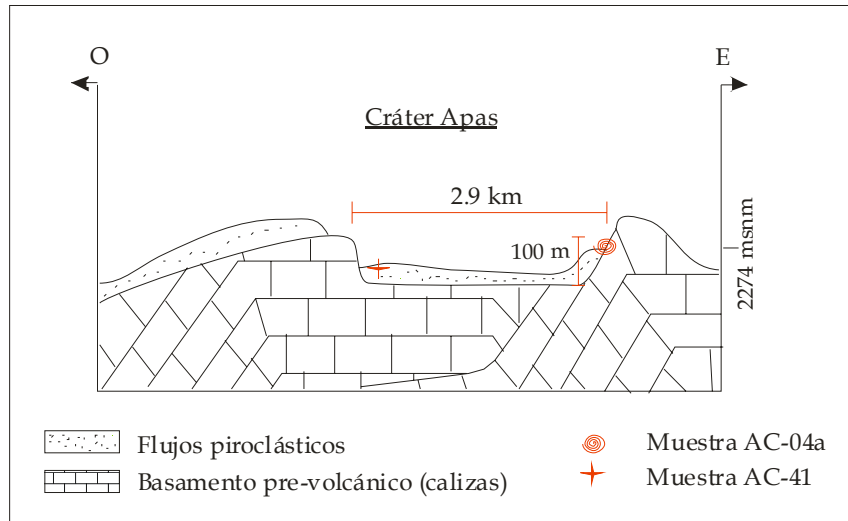 O
E
Cráter Apas
2.9 km
100 m
2274 msnm
Flujos piroclásticos
Muestra AC-04a
Basamento pre-volcánico (calizas)
Muestra AC-41